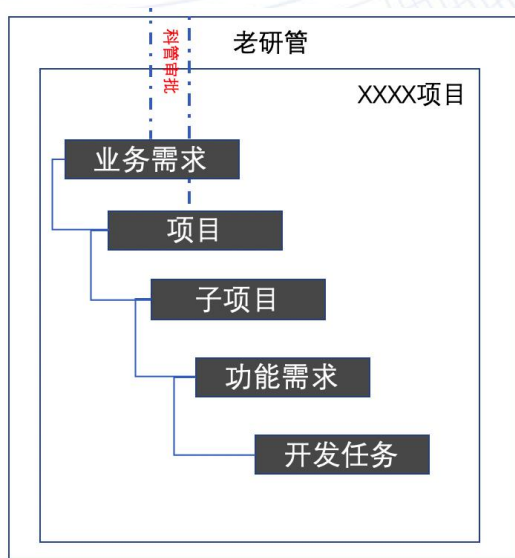 老研管
科管审批
XXXX项目
业务需求
项目
子项目
功能需求
开发任务